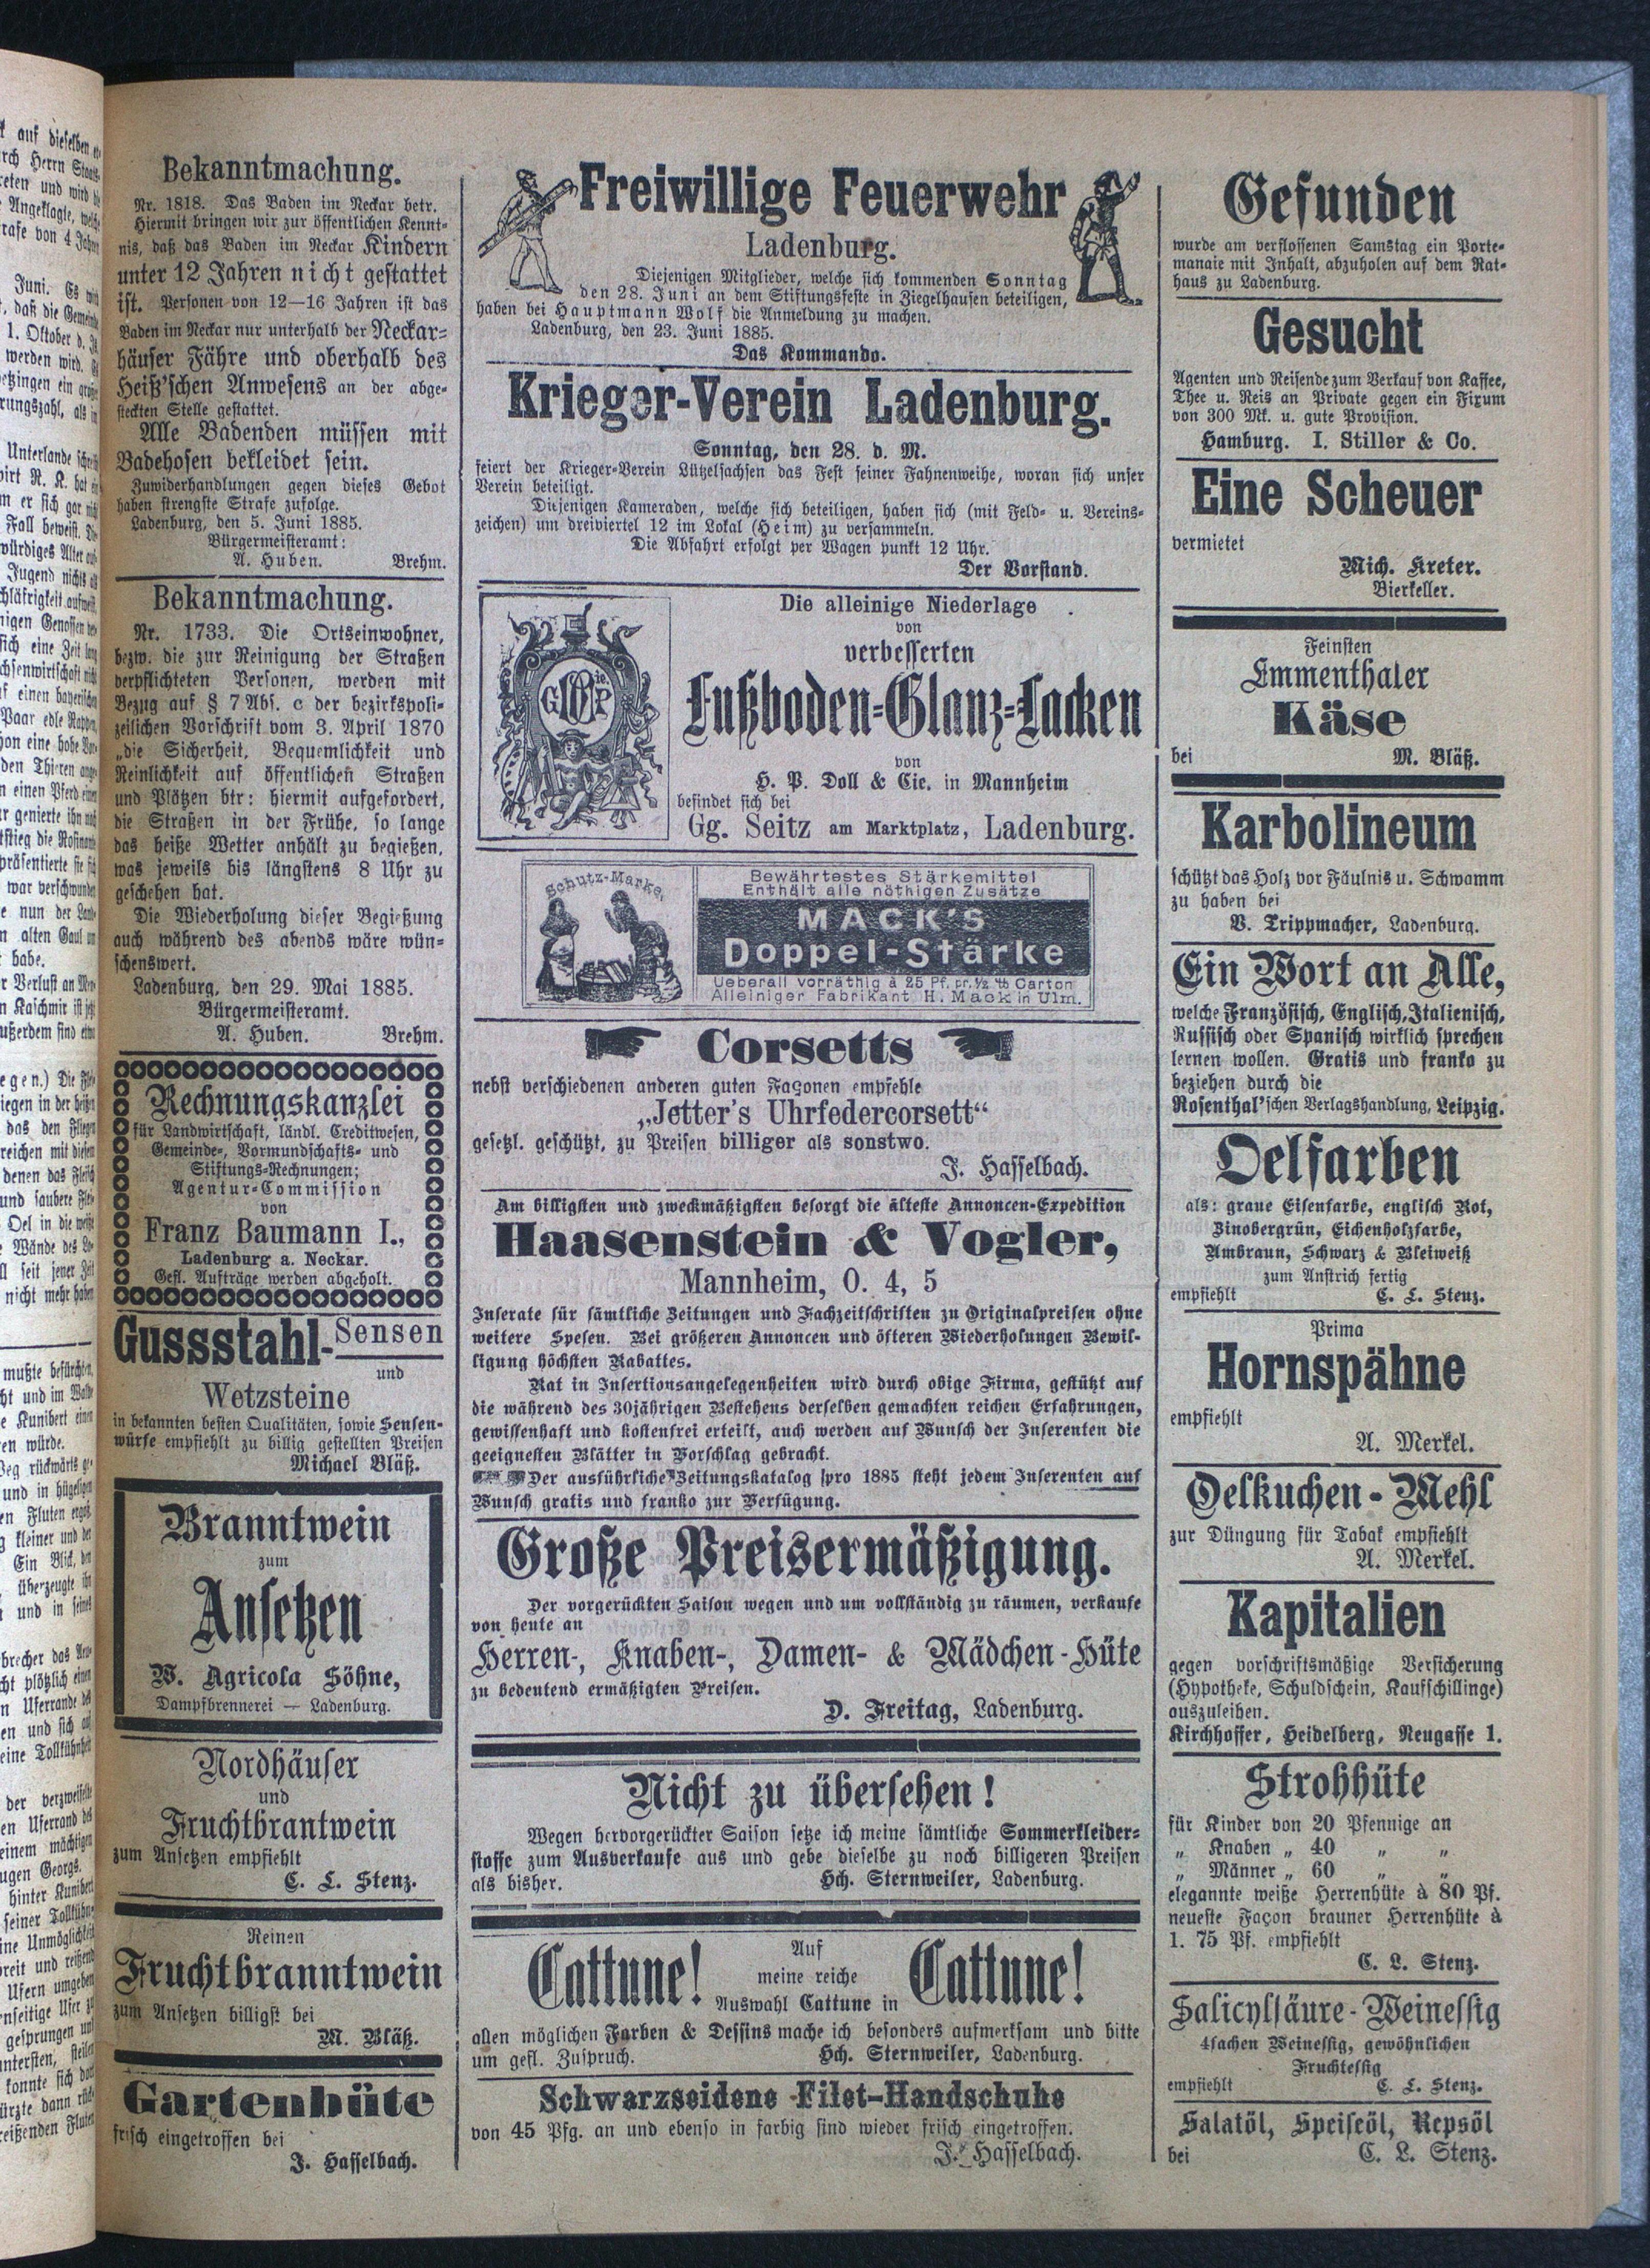 Bekanntmachung.
Nr. 1818. Das Baden im Neckar betr.
Hiermit bringen wir zur öffentlichen Kennt-
nis, daß das Baden im Neckar Kindern
unter 12 Jahren nicht gestattet
ist. Personen von 12—16 Jahren ist das
Baden im Neckar nur unterhalb der Neckar-
häuser Fähre und oberhalb des
Heiß'schen Anwesens an der abge-
steckten Stelle gestattet.
Alle Badenden müssen mit
Badehosen bekleidet sein.
Zuwiderhandlungen gegen dieses Gebot
haben strengste Strafe zufolge.
Ladenburg, den 5. Juni 1885.
Bürgermeisteramt:
A. Huben. Brehm.
Bekanntmachung.
Nr. 1733. Die Ortseinwohner,
bezw. die zur Reinigung der Straßen
verpflichteten Personen, werden mit
Bezug auf § 7 Abs. c der bezirkspoli-
zeilichen Vorschrift vom 3. April 1870
„die Sicherheit, Bequemlichkeit und
Reinlichkeit auf öffentlichen Straßen
und Plätzen btr: hiermit aufgefordert,
die Straßen in der Frühe, so lange
das heiße Wetter anhält zu begießen,
was jeweils bis längstens 8 Uhr zu
geschehen hat.
Die Wiederholung dieser Begießung
auch während des abends wäre wün-
schenswert.
Ladenburg, den 29. Mai 1885.
Bürgermeisteramt.
A. Huben. Brehm.
Rechnungskanzlei
für Landwirtschaft, ländl. Creditwesen,
Gemeinde-, Vormundschafts- und
Stiftungs-Rechnungen;
Agentur-Commission
von
Franz Baumann I.,
Ladenburg a. Neckar.
Gefl. Aufträge werden abgeholt.
Gussstahl-Sensen
und
Wetzsteine
in bekannten besten Qualitäten, sowie Sensen-
würfe empfiehlt zu billig gestellten Preisen
Michael Bläß.
Branntwein
zum
Ansetzen
W. Agricola Söhne,
Dampfbrennerei — Ladenburg.
Nordhäuser
und
Fruchtbrantwein
zum Ansetzen empfiehlt
C. L. Stenz.
Reinen
Fruchtbranntwein
zum Ansetzen billigst bei
M. Bläß.
Gartenhüte
frisch eingetroffen bei
J. Hasselbach.
Freiwillige Feuerwehr
Ladenburg.
Diejenigen Mitglieder, welche sich kommenden Sonntag
den 28. Juni an dem Stiftungsfeste in Ziegelhausen beteiligen,
haben bei Hauptmann Wolf die Anmeldung zu machen.
Ladenburg, den 23. Juni 1885.
Das Kommando.
Krieger-Verein Ladenburg.
Sonntag, den 28. d. M.
feiert der Krieger-Verein Lützelsachsen das Fest seiner Fahnenweihe, woran sich unser
Verein beteiligt.
Diejenigen Kameraden, welche sich beteiligen, haben sich (mit Feld- u. Vereins-
zeichen) um dreiviertel 12 im Lokal (Heim) zu versammeln.
Die Abfahrt erfolgt per Wagen punkt 12 Uhr.
Der Vorstand.
Die alleinige Niederlage
von
verbesserten
Fußboden-Glanz-Lacken
von
H. P. Doll & Cie. in Mannheim
befindet sich bei
Gg. Seitz am Marktplatz, Ladenburg.
Schutz-Marke.
Bewährtestes Stärkemittel
Enthält alle nöthigen Zusätze
MACK'S
Doppel-Stärke
Ueberall vorräthig à 25 Pf. pr. ½ ℔ Carton
Alleiniger Fabrikant H. Mack in Ulm.
Corsetts
nebst verschiedenen anderen guten Façonen empfehle
„Jetter's Uhrfedercorsett“
gesetzl. geschützt, zu Preisen billiger als sonstwo.
J. Hasselbach.
Am billigsten und zweckmäßigsten besorgt die älteste Annoncen-Expedition
Haasenstein & Vogler,
Mannheim, O. 4, 5
Inserate für sämtliche Zeitungen und Fachzeitschriften zu Originalpreisen ohne
weitere Spesen. Bei größeren Annoncen und öfteren Wiederholungen Bewil-
ligung höchsten Rabattes.
Rat in Insertionsangelegenheiten wird durch obige Firma, gestützt auf
die während des 30jährigen Bestehens derselben gemachten reichen Erfahrungen,
gewissenhaft und kostenfrei erteilt, auch werden auf Wunsch der Inserenten die
geeignetsten Blätter in Vorschlag gebracht.
Der ausführliche Zeitungskatalog pro 1885 steht jedem Inserenten auf
Wunsch gratis und franko zur Verfügung.
Große Preisermäßigung.
Der vorgerückten Saison wegen und um vollständig zu räumen, verkaufe
von heute an
Herren-, Knaben-, Damen- & Mädchen-Hüte
zu bedeutend ermäßigten Preisen.
D. Freitag, Ladenburg.
Nicht zu übersehen!
Wegen hervorgerückter Saison setze ich meine sämtliche Sommerkleider-
stoffe zum Ausverkaufe aus und gebe dieselbe zu noch billigeren Preisen
als bisher. Hch. Sternweiler, Ladenburg.
Cattune! Auf Cattune!
meine reiche
Auswahl Cattune in
allen möglichen Farben & Dessins mache ich besonders aufmerksam und bitte
um gefl. Zuspruch. Hch. Sternweiler, Ladenburg.
Schwarzseidene Filet-Handschuhe
von 45 Pfg. an und ebenso in farbig sind wieder frisch eingetroffen.
J. Hasselbach.
Gefunden
wurde am verflossenen Samstag ein Porte-
manaie mit Inhalt, abzuholen auf dem Rat-
haus zu Ladenburg.
Gesucht
Agenten und Reisende zum Verkauf von Kaffee,
Thee u. Reis an Private gegen ein Fixum
von 300 Mk. u. gute Provision.
Hamburg. I. Stiller & Co.
Eine Scheuer
vermietet
Mich. Kreter.
Bierkeller.
Feinsten
Emmenthaler
Käse
bei M. Bläß.
Karbolineum
schützt das Holz vor Fäulnis u. Schwamm
zu haben bei
V. Trippmacher, Ladenburg.
Ein Wort an Alle,
welche Französisch, Englisch, Italienisch,
Russisch oder Spanisch wirklich sprechen
lernen wollen. Gratis und franko zu
beziehen durch die
Rosenthal'schen Verlagshandlung, Leipzig.
Oelfarben
als: graue Eisenfarbe, englisch Rot,
Zinobergrün, Eichenholzfarbe,
Umbraun, Schwarz & Bleiweiß
zum Anstrich fertig
empfiehlt C. L. Stenz.
Prima
Hornspähne
empfiehlt
A. Merkel.
Oelkuchen-Mehl
zur Düngung für Tabak empfiehlt
A. Merkel.
Kapitalien
gegen vorschriftsmäßige Versicherung
(Hypotheke, Schuldschein, Kaufschillinge)
auszuleihen.
Kirchhoffer, Heidelberg, Neugasse 1.
Strohhüte
für Kinder von 20 Pfennige an
„ Knaben „ 40 „ „
„ Männer „ 60 „ „
elegannte weiße Herrenhüte à 80 Pf.
neueste Façon brauner Herrenhüte à
1. 75 Pf. empfiehlt
C. L. Stenz.
Salicylsäure-Weinessig
4fachen Weinessig, gewöhnlichen
Fruchtessig
empfiehlt C. L. Stenz.
Salatöl, Speiseöl, Repsöl
bei C. L. Stenz.